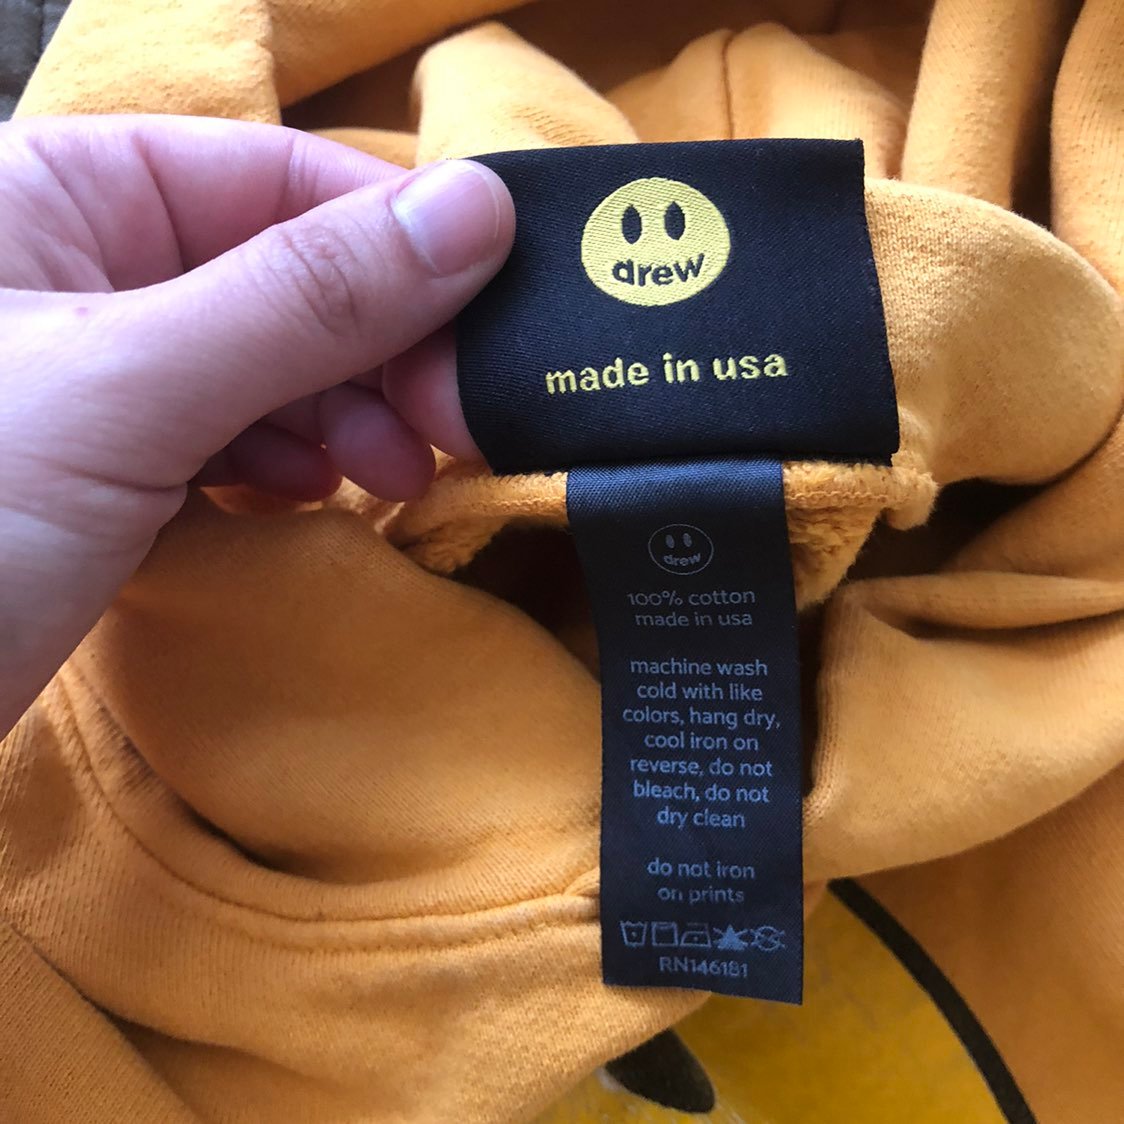 drew
made in usa
drew
100% cotton
made in usa
machine wash
cold with like
colors, hang dry,
cool iron on
reverse, do not
bleach, do not
dry clean
do not iron
on prints
RN146181